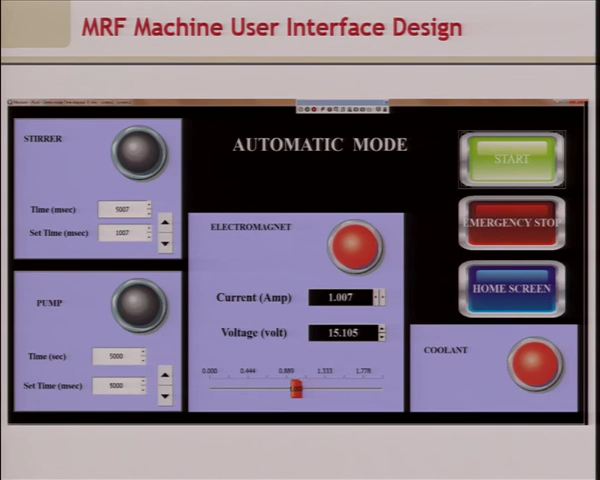 MRF Machine User Interface Design
AUTOMATIC MODE
STIRRER
Time (msec) 5007
Set Time (msec) 1007
PUMP
Time (sec) 5000
Set Time (msec) 5000
ELECTROMAGNET
Current (Amp) 1.007
Voltage (volt) 15.105
0.000 0.444 0.889 1.333 1.778
START
EMERGENCY STOP
HOME SCREEN
COOLANT